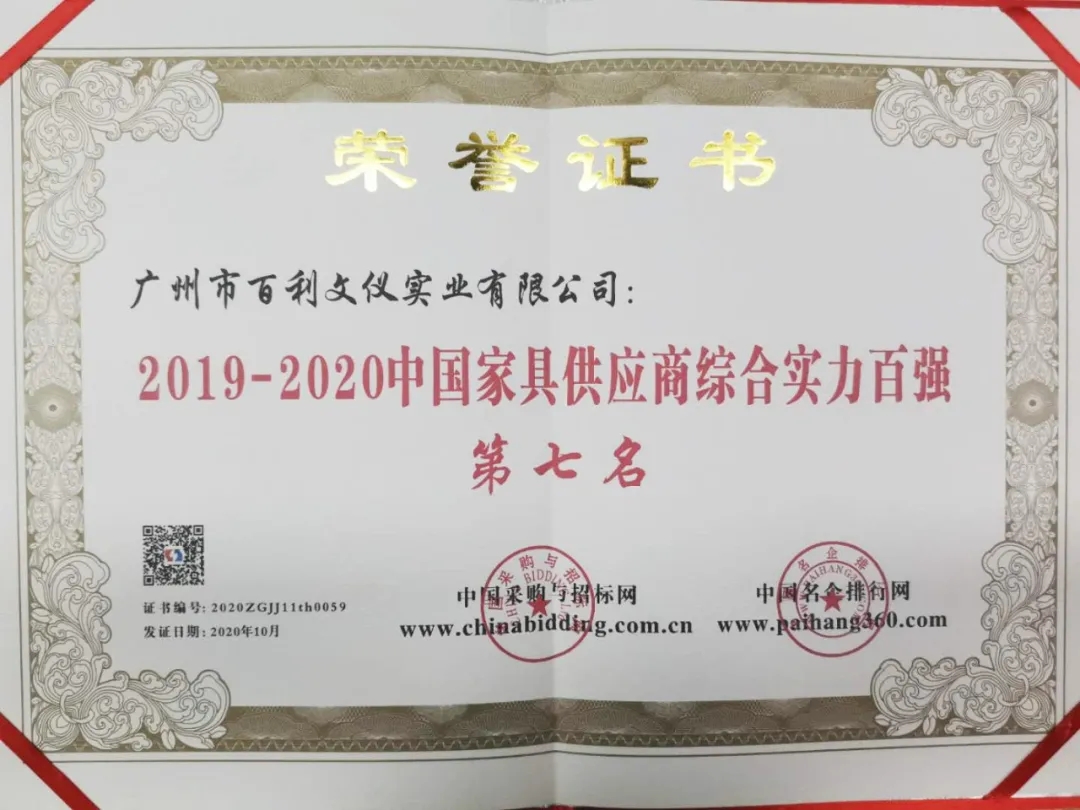 荣誉证书
广州市百利文仪实业有限公司：
2019-2020中国家具供应商综合实力百强
第七名
证书编号：2020ZGJJ11th0059
发证日期：2020年10月
中国采购与招标网
www.chinabidding.com.cn
中国名企排行网
www.paihang360.com